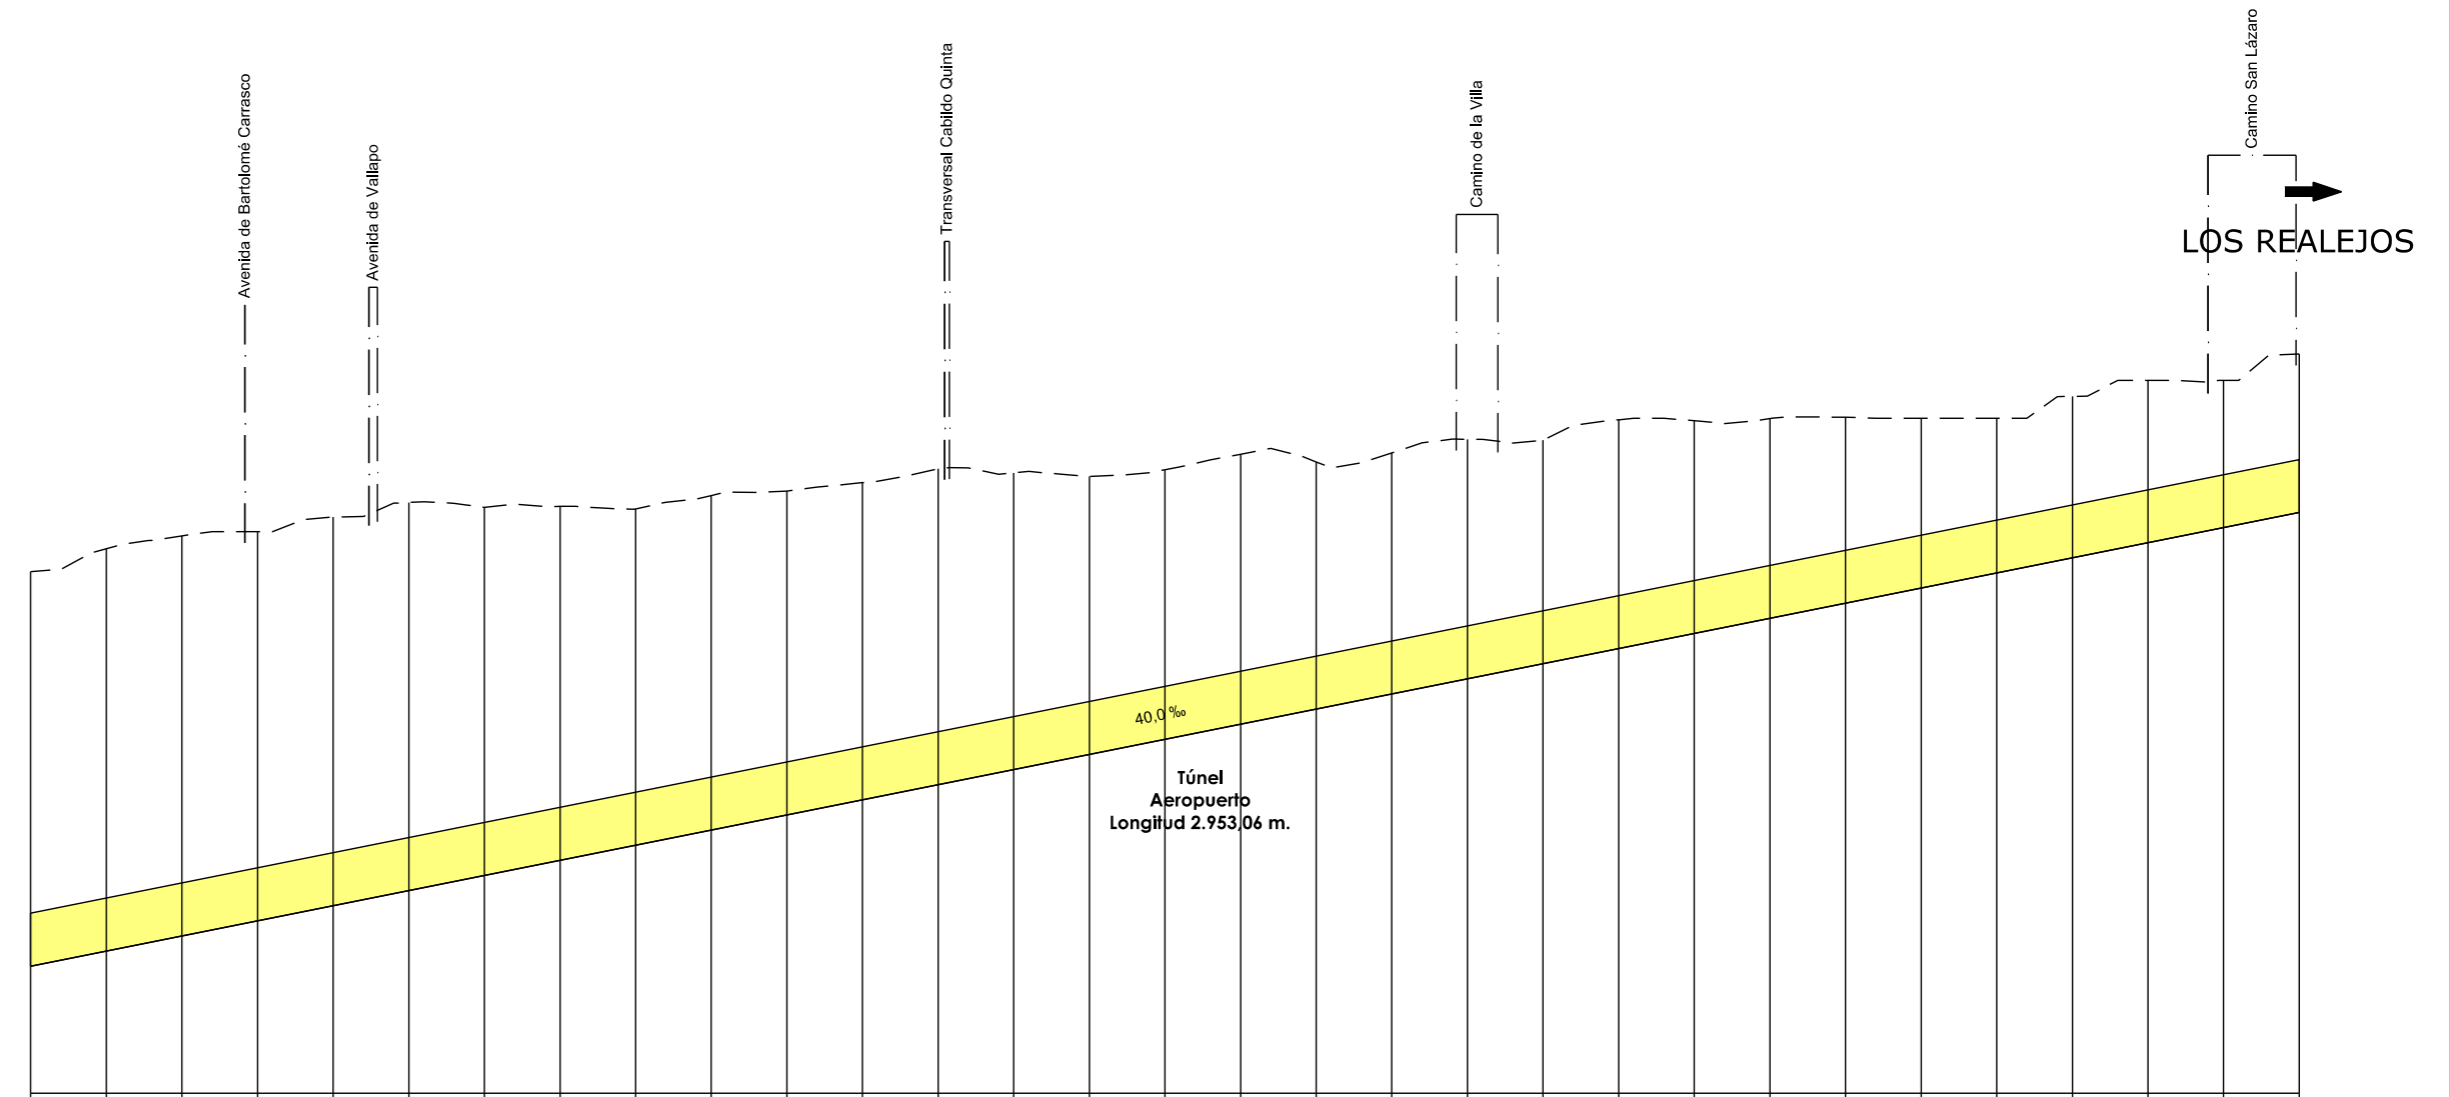 Avenida de Bartolomé Carrasco
Avenida de Vallapo
Transversal Cabildo Quinta
Camino de la Villa
Camino San Lázaro
LOS REALEJOS
40,0 ‰
Túnel
Aeropuerto
Longitud 2.953,06 m.